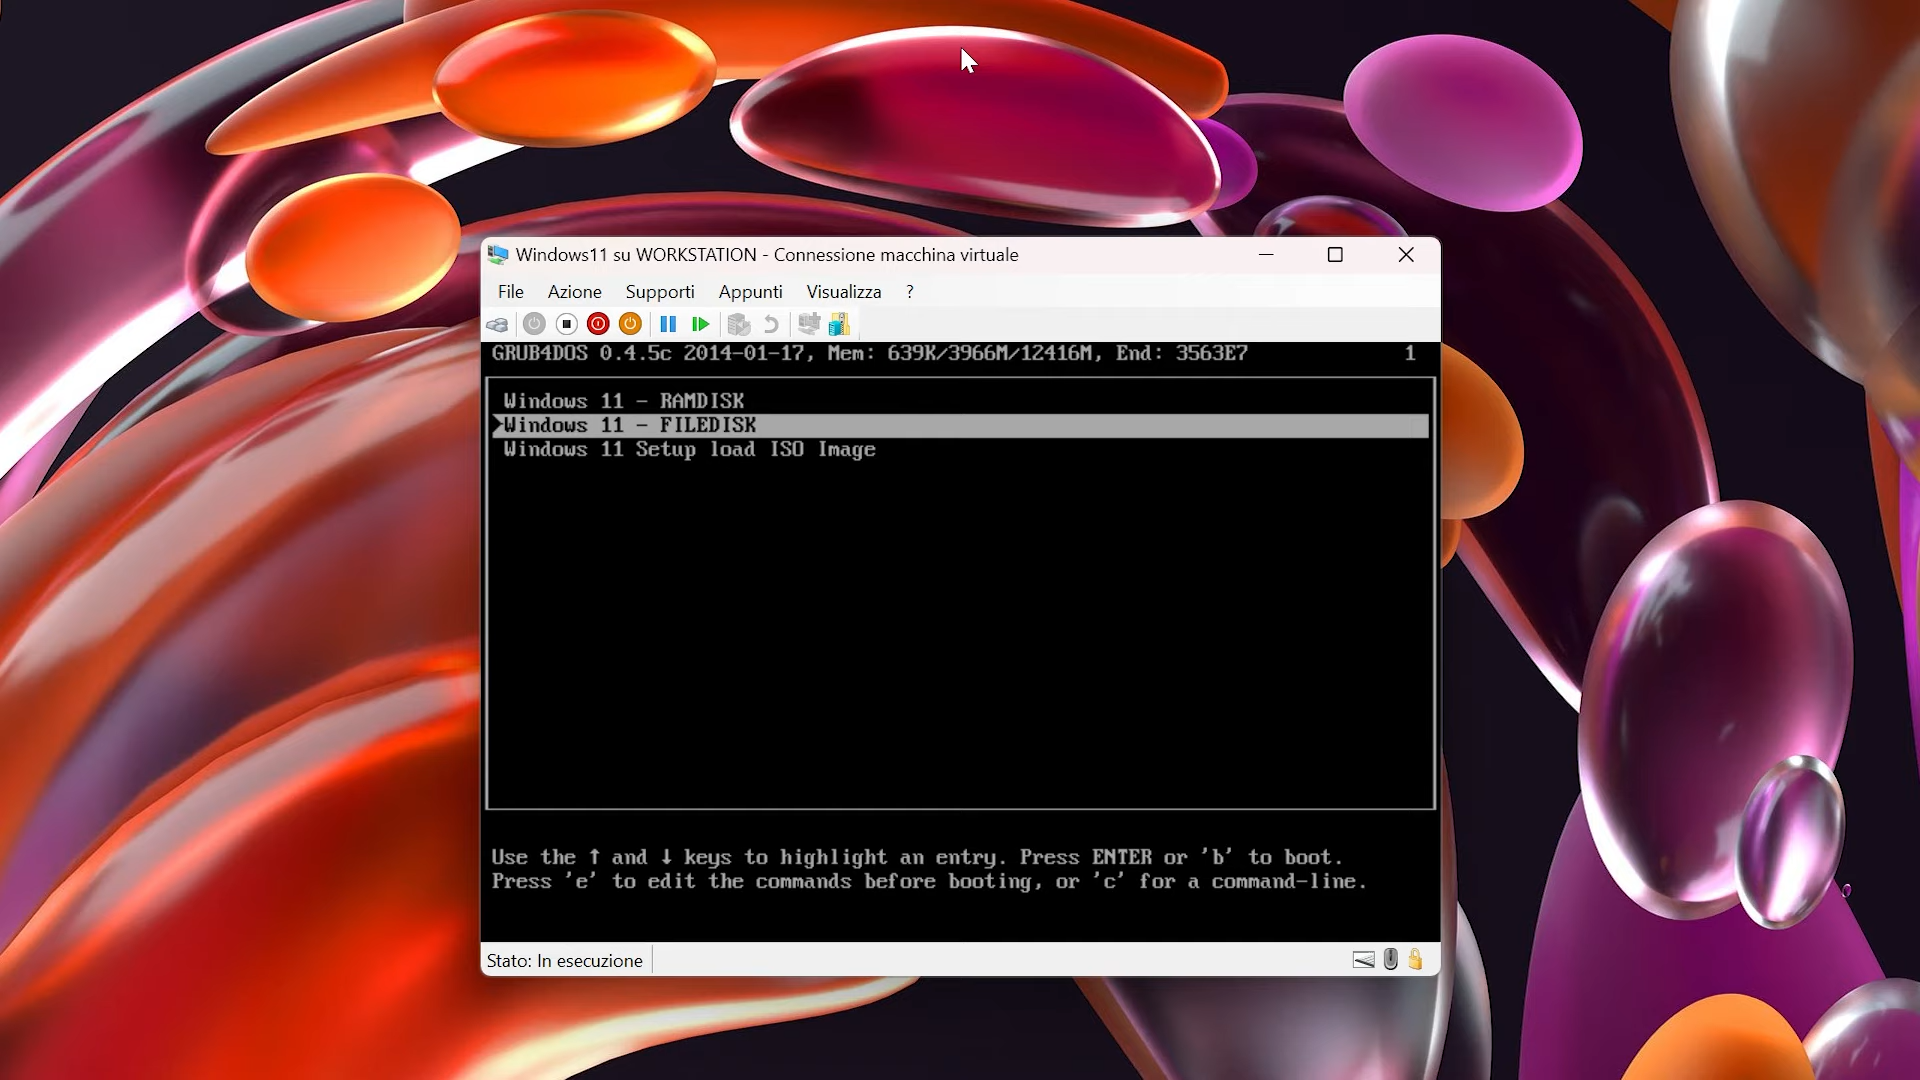 Windows11 su WORKSTATION - Connessione macchina virtuale
File Azione Supporti Appunti Visualizza ?
GRUB4DOS 0.4.5c 2014-01-17, Mem: 639K/3966M/12416M, End: 3563E7 1
Windows 11 - RAMDISK
Windows 11 - FILEDISK
Windows 11 Setup load ISO Image
Use the ↑ and ↓ keys to highlight an entry. Press ENTER or 'b' to boot.
Press 'e' to edit the commands before booting, or 'c' for a command-line.
Stato: In esecuzione